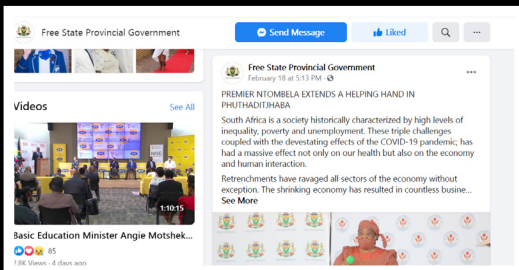 Free State Provincial Government
Send Message
Liked
Videos
See All
1:10:15
Basic Education Minister Angie Motshek...
85
2.8K Views · 4 days ago
Free State Provincial Government
February 18 at 5:13 PM ·
PREMIER NTOMBELA EXTENDS A HELPING HAND IN
PHUTHADITJHABA
South Africa is a society historically characterized by high levels of
inequality, poverty and unemployment. These triple challenges
coupled with the devastating effects of the COVID-19 pandemic; has
had a massive effect not only on our health but also on the economy
and human interaction.
Retrenchments have ravaged all sectors of the economy without
exception. The shrinking economy has resulted in countless busine...
See More